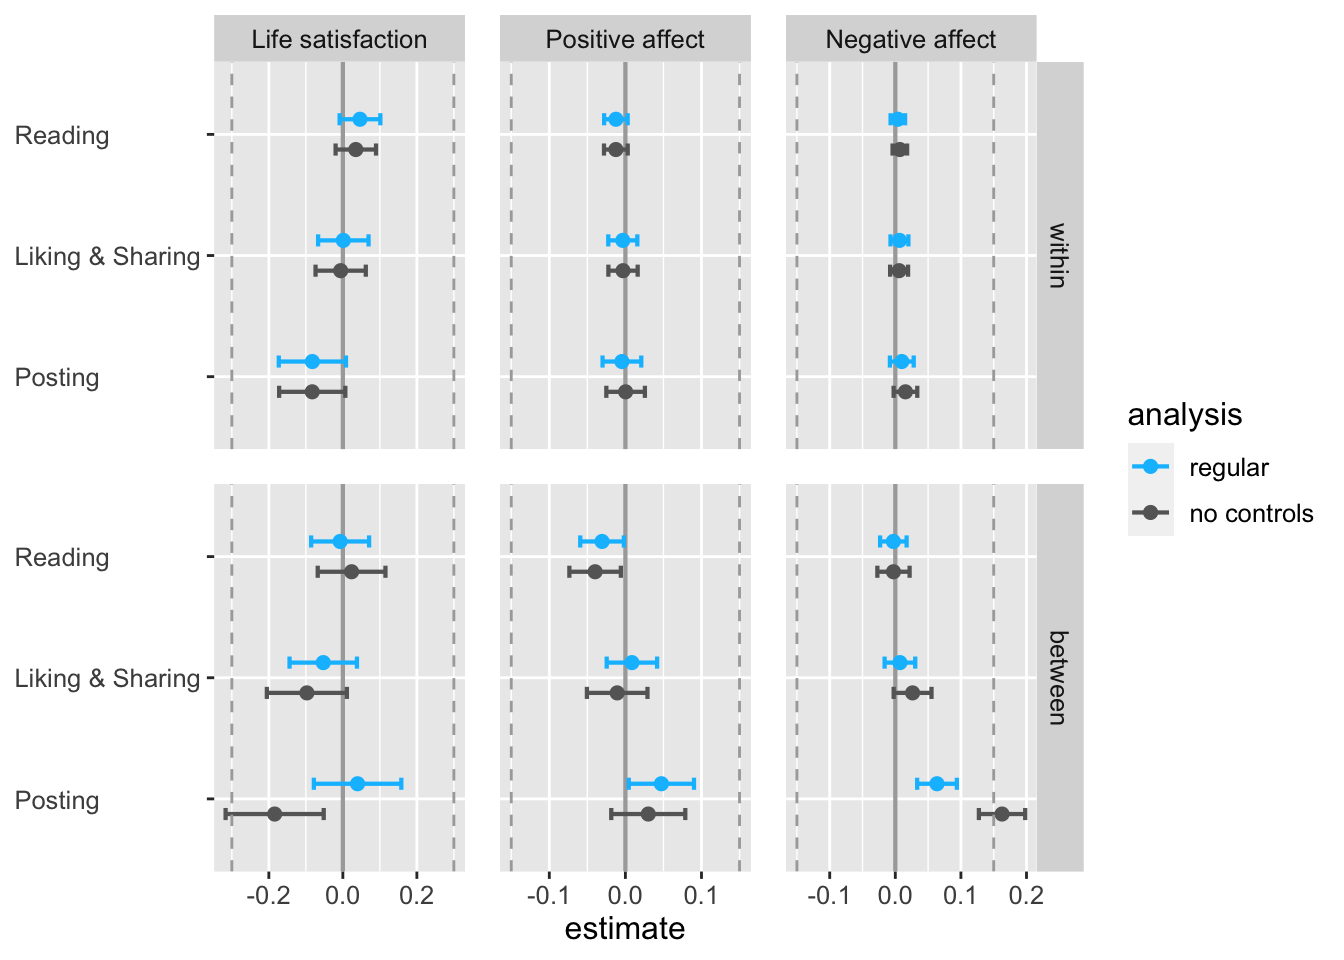 Life satisfaction
Positive affect
Negative affect
Reading
Liking & Sharing
Posting
within
Reading
Liking & Sharing
Posting
between
-0.2 0.0 0.2
-0.1 0.0 0.1
-0.1 0.0 0.1 0.2
estimate
analysis
regular
no controls